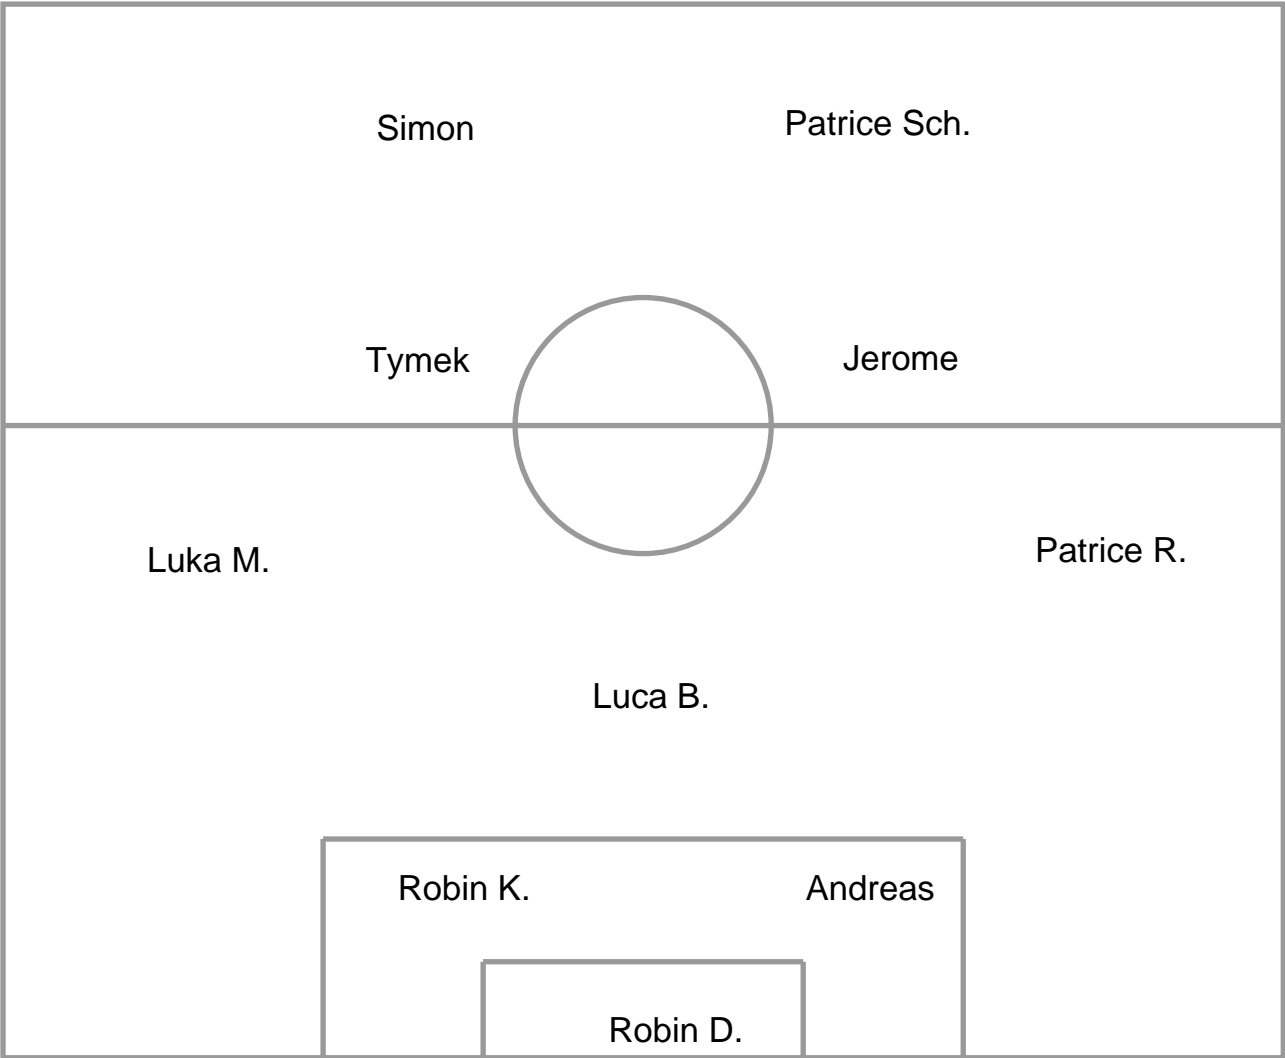 Simon
Patrice Sch.
Tymek
Jerome
Luka M.
Patrice R.
Luca B.
Robin K.
Andreas
Robin D.